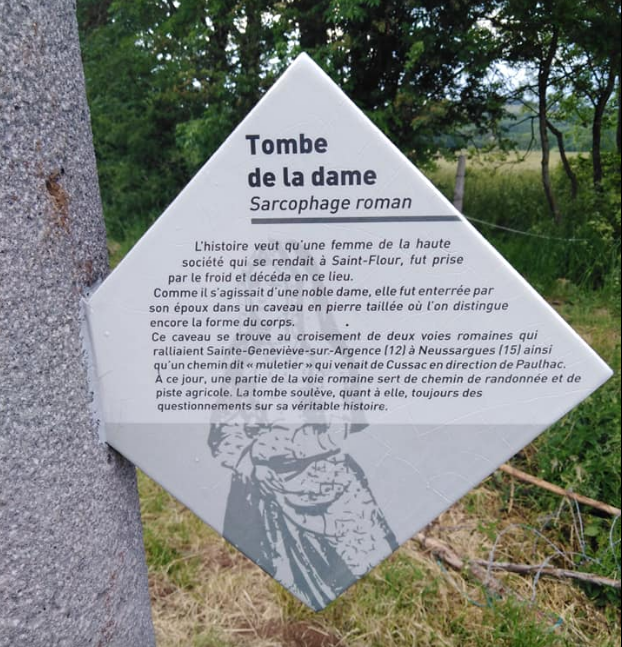 Tombe
de la dame
Sarcophage roman
L'histoire veut qu'une femme de la haute
société qui se rendait à Saint-Flour, fut prise
par le froid et décéda en ce lieu.
Comme il s'agissait d'une noble dame, elle fut enterrée par
son époux dans un caveau en pierre taillée où l'on distingue
encore la forme du corps.
Ce caveau se trouve au croisement de deux voies romaines qui
ralliaient Sainte-Geneviève-sur-Argence (12) à Neussargues (15) ainsi
qu'un chemin dit « muletier » qui venait de Cussac en direction de Paulhac.
À ce jour, une partie de la voie romaine sert de chemin de randonnée et de
piste agricole. La tombe soulève, quant à elle, toujours des
questionnements sur sa véritable histoire.